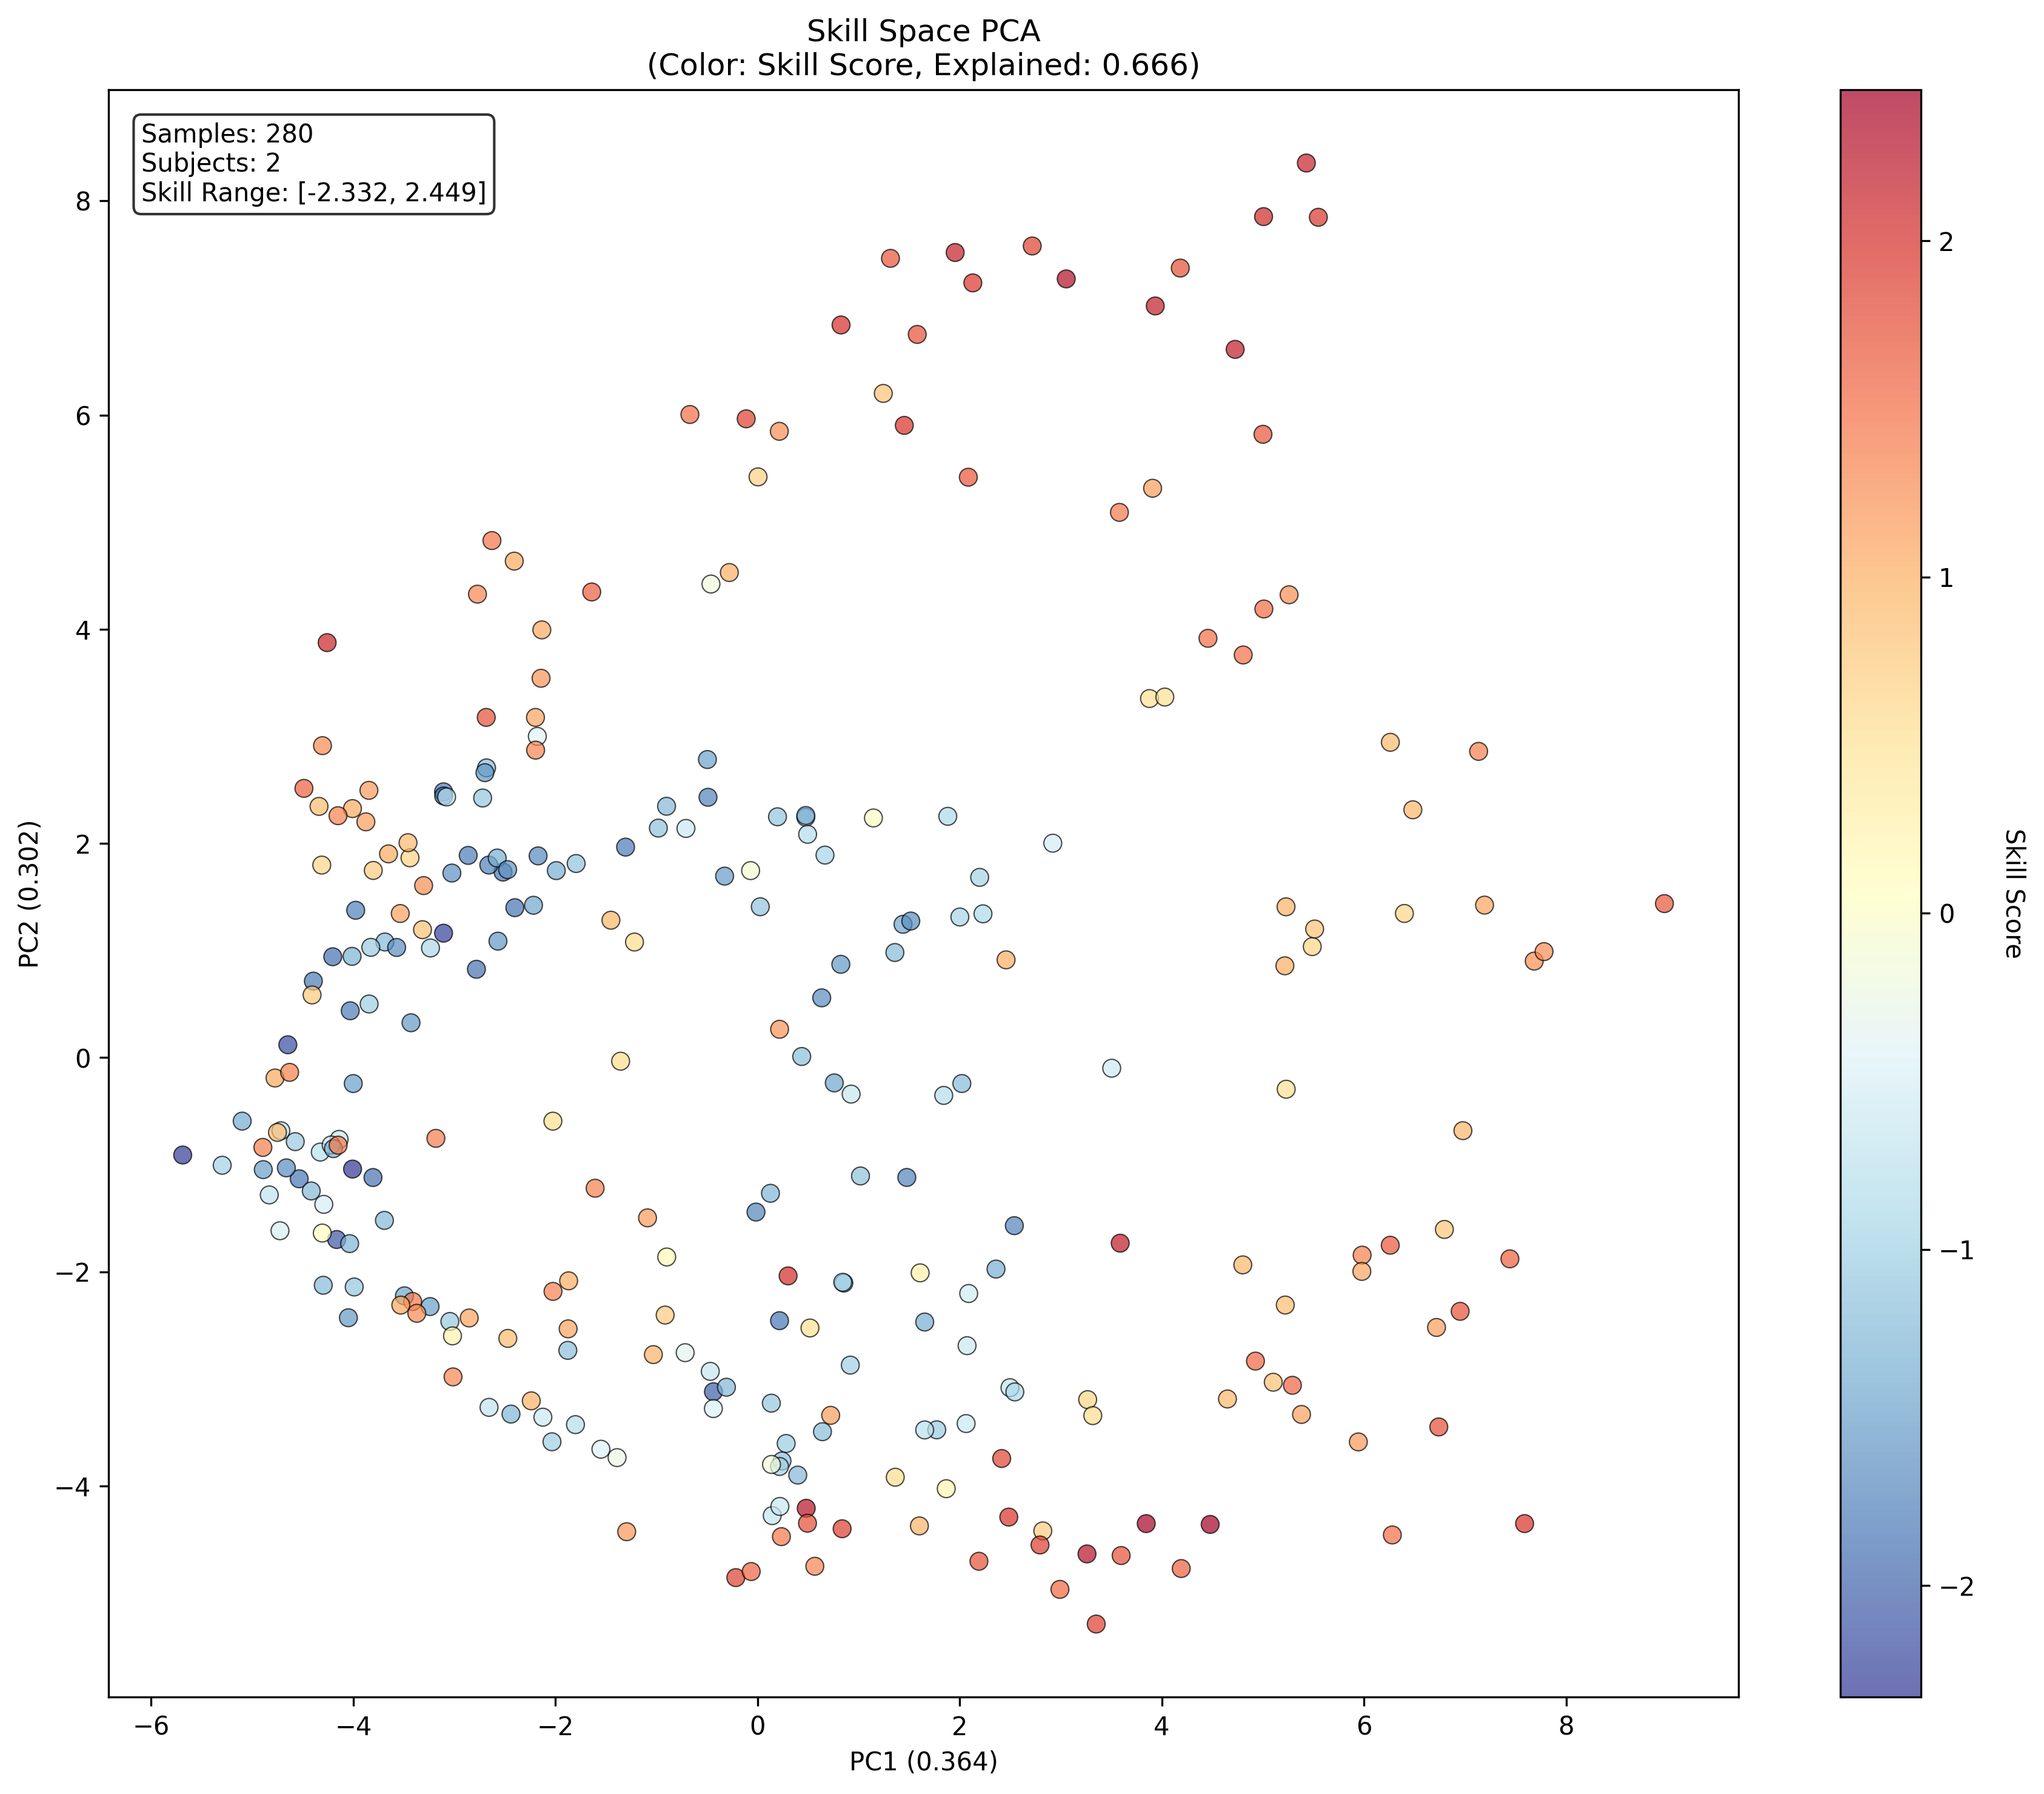 Skill Space PCA
(Color: Skill Score, Explained: 0.666)
Samples: 280
Subjects: 2
Skill Range: [-2.332, 2.449]
8
6
4
2
0
−2
−4
PC2 (0.302)
−6
−4
−2
0
2
4
6
8
PC1 (0.364)
2
1
0
−1
−2
Skill Score